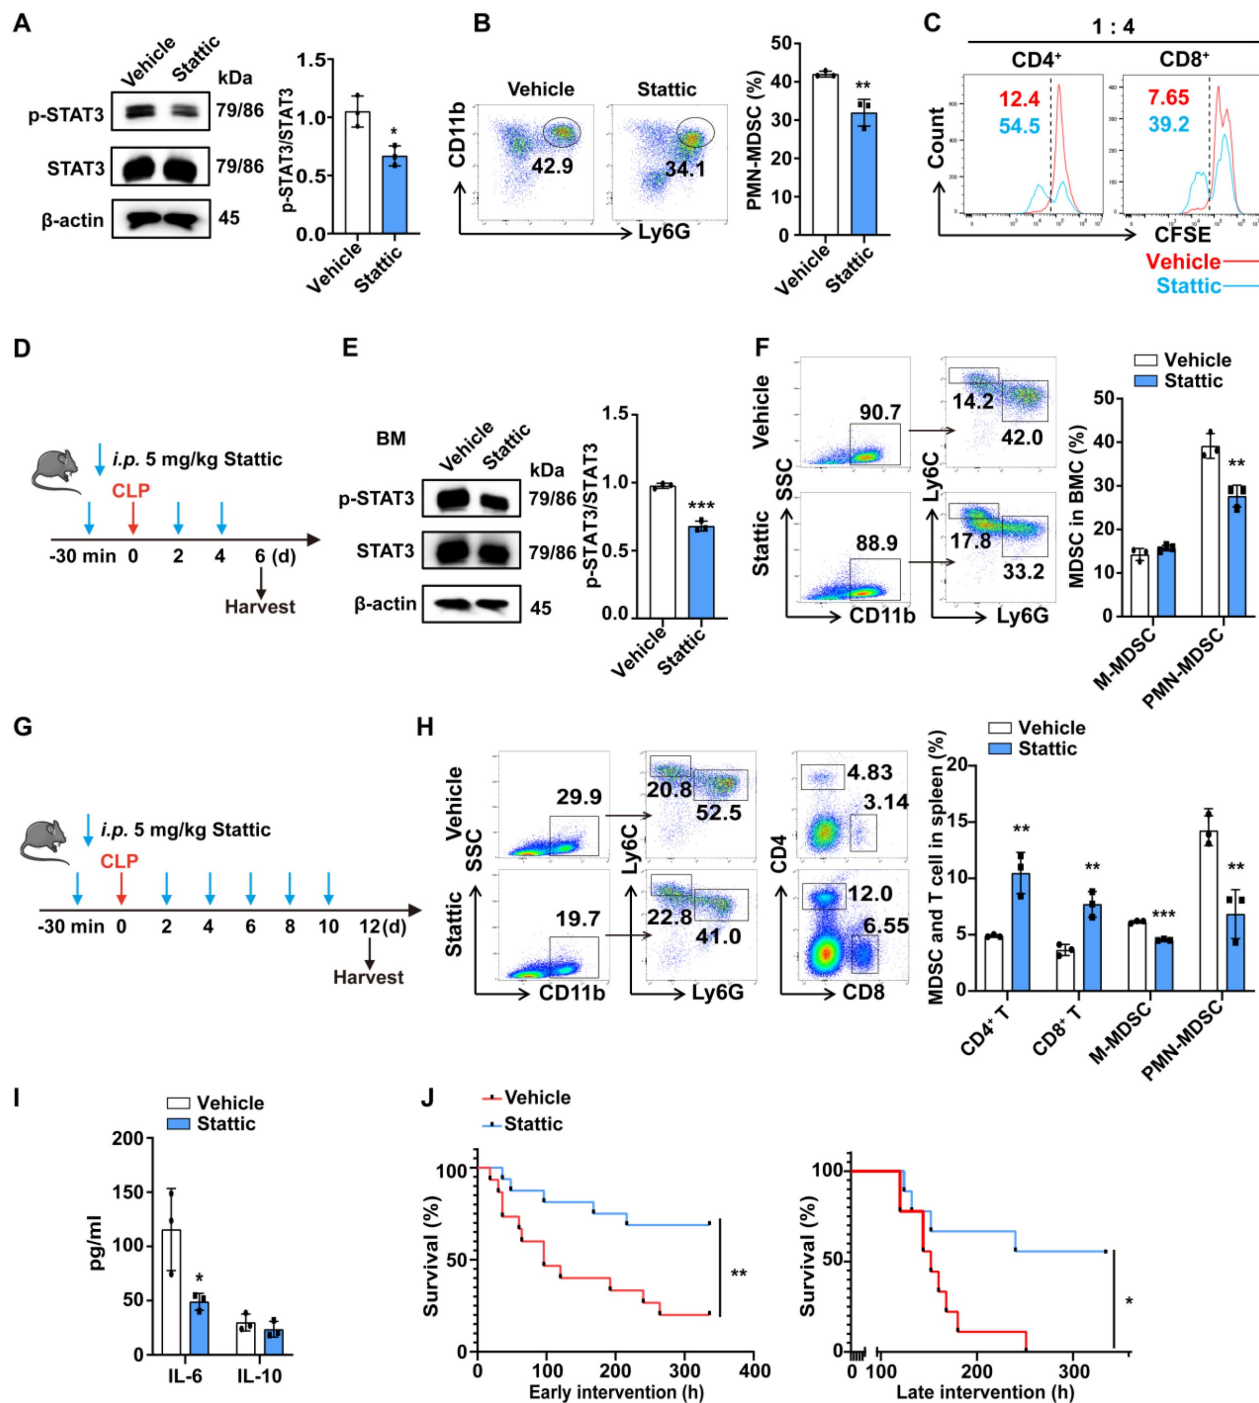 A
Vehicle
Stattic
kDa
p-STAT3
79/86
STAT3
79/86
β-actin
45
p-STAT3/STAT3
1.5
1.0
0.5
0.0
*
Vehicle
Stattic
B
Vehicle
Stattic
CD11b
42.9
34.1
Ly6G
PMN-MDSC (%)
50
40
30
20
10
0
**
Vehicle
Stattic
C
1 : 4
CD4⁺
CD8⁺
12.4
54.5
7.65
39.2
Count
CFSE
Vehicle
Stattic
D
i.p. 5 mg/kg Stattic
CLP
-30 min 0 2 4 6 (d)
Harvest
E
BM
Vehicle
Stattic
kDa
p-STAT3
79/86
STAT3
79/86
β-actin
45
p-STAT3/STAT3
1.5
1.0
0.5
0.0
***
Vehicle
Stattic
F
Vehicle
Stattic
SSC
90.7
88.9
CD11b
Ly6C
14.2
42.0
17.8
33.2
Ly6G
Vehicle
Stattic
MDSC in BMC (%)
50
40
30
20
10
0
**
M-MDSC
PMN-MDSC
G
i.p. 5 mg/kg Stattic
CLP
-30 min 0 2 4 6 8 10 12(d)
Harvest
H
Vehicle
Stattic
SSC
29.9
19.7
CD11b
Ly6C
20.8
52.5
22.8
41.0
Ly6G
CD4
4.83
3.14
12.0
6.55
CD8
Vehicle
Stattic
MDSC and T cell in spleen (%)
20
15
10
5
0
**
**
***
**
CD4⁺ T
CD8⁺ T
M-MDSC
PMN-MDSC
I
Vehicle
Stattic
pg/ml
200
150
100
50
0
*
IL-6
IL-10
J
Vehicle
Stattic
Survival (%)
100
50
0
**
0 100 200 300 400
Early intervention (h)
Survival (%)
100
50
0
*
0 100 200 300
Late intervention (h)